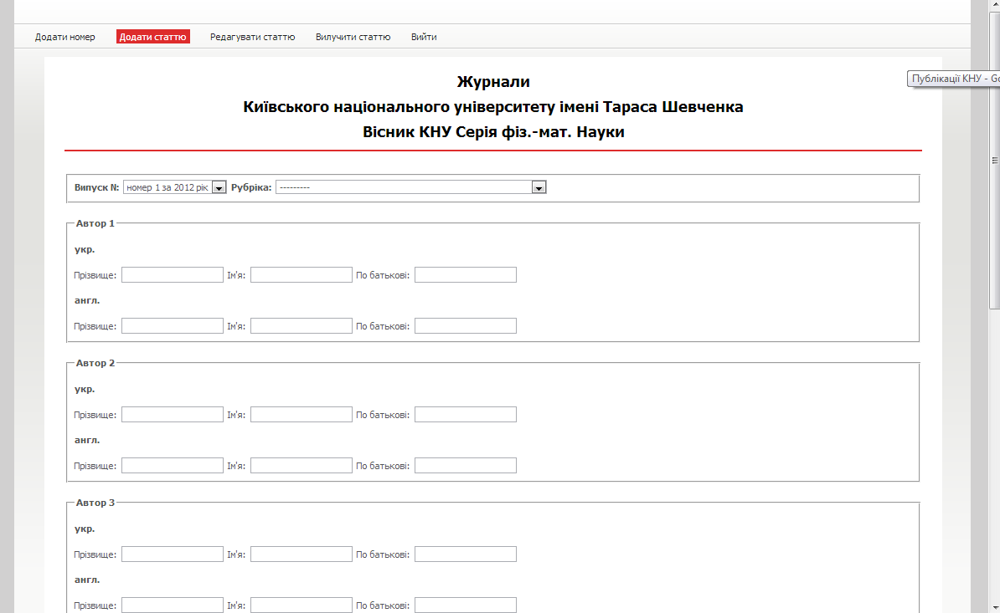 Додати номер Додати статтю Редагувати статтю Вилучити статтю Вийти
Публікації КНУ - Go
Журнали
Київського національного університету імені Тараса Шевченка
Вісник КНУ Серія фіз.-мат. Науки
Випуск N: номер 1 за 2012 рік Рубріка: ---------
Автор 1
укр.
Прізвище: Ім'я: По батькові:
англ.
Прізвище: Ім'я: По батькові:
Автор 2
укр.
Прізвище: Ім'я: По батькові:
англ.
Прізвище: Ім'я: По батькові:
Автор 3
укр.
Прізвище: Ім'я: По батькові:
англ.
Прізвище: Ім'я: По батькові: